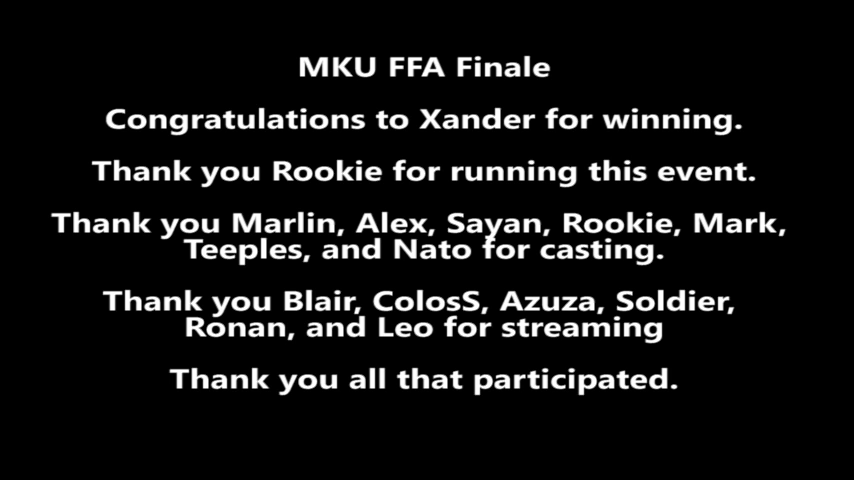 MKU FFA Finale
Congratulations to Xander for winning.
Thank you Rookie for running this event.
Thank you Marlin, Alex, Sayan, Rookie, Mark,
Teeples, and Nato for casting.
Thank you Blair, ColosS, Azuza, Soldier,
Ronan, and Leo for streaming
Thank you all that participated.